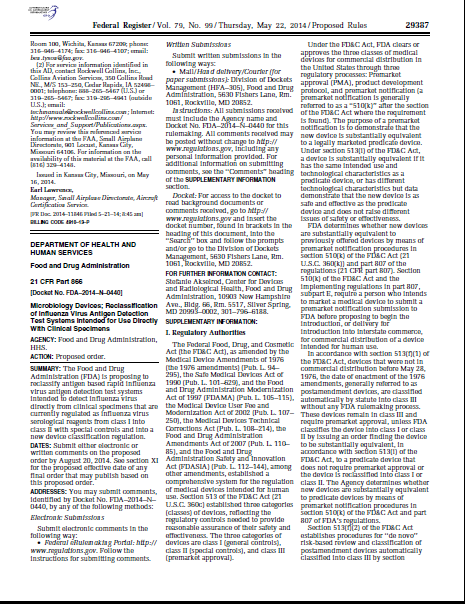 Federal Register / Vol. 79, No. 99 / Thursday, May 22, 2014 / Proposed Rules
29387
Room 100, Wichita, Kansas 67209; phone:
316–946–4174; fax: 316–946–4107; email:
ben.tyson@faa.gov.
(2) For service information identified in
this AD, contact Rockwell Collins, Inc.,
Collins Aviation Services, 350 Collins Road
NE., M/S 153–250, Cedar Rapids, IA 52498–
0001; telephone: 888–265–5467 (U.S.) or
319–265–5467; fax: 319–295–4941 (outside
U.S.); email:
techmanuals@rockwellcollins.com; Internet:
http://www.rockwellcollins.com/
Services_and_Support/Publications.aspx.
You may review this referenced service
information at the FAA, Small Airplane
Directorate, 901 Locust, Kansas City,
Missouri 64106. For information on the
availability of this material at the FAA, call
(816) 329–4148.
Issued in Kansas City, Missouri, on May
16, 2014.
Earl Lawrence,
Manager, Small Airplane Directorate, Aircraft
Certification Service.
[FR Doc. 2014–11846 Filed 5–21–14; 8:45 am]
BILLING CODE 4910–13–P
DEPARTMENT OF HEALTH AND
HUMAN SERVICES
Food and Drug Administration
21 CFR Part 866
[Docket No. FDA–2014–N–0440]
Microbiology Devices; Reclassification
of Influenza Virus Antigen Detection
Test Systems Intended for Use Directly
With Clinical Specimens
AGENCY: Food and Drug Administration,
HHS.
ACTION: Proposed order.
SUMMARY: The Food and Drug
Administration (FDA) is proposing to
reclassify antigen based rapid influenza
virus antigen detection test systems
intended to detect influenza virus
directly from clinical specimens that are
currently regulated as influenza virus
serological reagents from class I into
class II with special controls and into a
new device classification regulation.
DATES: Submit either electronic or
written comments on the proposed
order by August 20, 2014. See section XI
for the proposed effective date of any
final order that may publish based on
this proposed order.
ADDRESSES: You may submit comments,
identified by Docket No. FDA–2014–N–
0440, by any of the following methods:
Electronic Submissions
Submit electronic comments in the
following way:
• Federal eRulemaking Portal: http://
www.regulations.gov. Follow the
instructions for submitting comments.
Written Submissions
Submit written submissions in the
following ways:
• Mail/Hand delivery/Courier (for
paper submissions): Division of Dockets
Management (HFA–305), Food and Drug
Administration, 5630 Fishers Lane, Rm.
1061, Rockville, MD 20852.
Instructions: All submissions received
must include the Agency name and
Docket No. FDA–2014–N–0440 for this
rulemaking. All comments received may
be posted without change to http://
www.regulations.gov, including any
personal information provided. For
additional information on submitting
comments, see the “Comments” heading
of the SUPPLEMENTARY INFORMATION
section.
Docket: For access to the docket to
read background documents or
comments received, go to http://
www.regulations.gov and insert the
docket number, found in brackets in the
heading of this document, into the
“Search” box and follow the prompts
and/or go to the Division of Dockets
Management, 5630 Fishers Lane, Rm.
1061, Rockville, MD 20852.
FOR FURTHER INFORMATION CONTACT:
Stefanie Akselrod, Center for Devices
and Radiological Health, Food and Drug
Administration, 10903 New Hampshire
Ave., Bldg. 66, Rm. 5517, Silver Spring,
MD 20993–0002, 301–796–6188.
SUPPLEMENTARY INFORMATION:
I. Regulatory Authorities
The Federal Food, Drug, and Cosmetic
Act (the FD&C Act), as amended by the
Medical Device Amendments of 1976
(the 1976 amendments) (Pub. L. 94–
295), the Safe Medical Devices Act of
1990 (Pub. L. 101–629), and the Food
and Drug Administration Modernization
Act of 1997 (FDAMA) (Pub. L. 105–115),
the Medical Device User Fee and
Modernization Act of 2002 (Pub. L. 107–
250), the Medical Devices Technical
Corrections Act (Pub. L. 108–214), the
Food and Drug Administration
Amendments Act of 2007 (Pub. L. 110–
85), and the Food and Drug
Administration Safety and Innovation
Act (FDASIA) (Pub. L. 112–144), among
other amendments, established a
comprehensive system for the regulation
of medical devices intended for human
use. Section 513 of the FD&C Act (21
U.S.C. 360c) established three categories
(classes) of devices, reflecting the
regulatory controls needed to provide
reasonable assurance of their safety and
effectiveness. The three categories of
devices are class I (general controls),
class II (special controls), and class III
(premarket approval).
Under the FD&C Act, FDA clears or
approves the three classes of medical
devices for commercial distribution in
the United States through three
regulatory processes: Premarket
approval (PMA), product development
protocol, and premarket notification (a
premarket notification is generally
referred to as a “510(k)” after the section
of the FD&C Act where the requirement
is found). The purpose of a premarket
notification is to demonstrate that the
new device is substantially equivalent
to a legally marketed predicate device.
Under section 513(i) of the FD&C Act,
a device is substantially equivalent if it
has the same intended use and
technological characteristics as a
predicate device, or has different
technological characteristics but data
demonstrate that the new device is as
safe and effective as the predicate
device and does not raise different
issues of safety or effectiveness.
FDA determines whether new devices
are substantially equivalent to
previously offered devices by means of
premarket notification procedures in
section 510(k) of the FD&C Act (21
U.S.C. 360(k)) and part 807 of the
regulations (21 CFR part 807). Section
510(k) of the FD&C Act and the
implementing regulations in part 807,
subpart E, require a person who intends
to market a medical device to submit a
premarket notification submission to
FDA before proposing to begin the
introduction, or delivery for
introduction into interstate commerce,
for commercial distribution of a device
intended for human use.
In accordance with section 513(f)(1) of
the FD&C Act, devices that were not in
commercial distribution before May 28,
1976, the date of enactment of the 1976
amendments, generally referred to as
postamendment devices, are classified
automatically by statute into class III
without any FDA rulemaking process.
These devices remain in class III and
require premarket approval, unless FDA
classifies the device into class I or class
II by issuing an order finding the device
to be substantially equivalent, in
accordance with section 513(i) of the
FD&C Act, to a predicate device that
does not require premarket approval or
the device is reclassified into class I or
class II. The Agency determines whether
new devices are substantially equivalent
to predicate devices by means of
premarket notification procedures in
section 510(k) of the FD&C Act and part
807 of FDA's regulations.
Section 513(f)(2) of the FD&C Act
establishes procedures for “de novo”
risk-based review and classification of
postamendment devices automatically
classified into class III by section